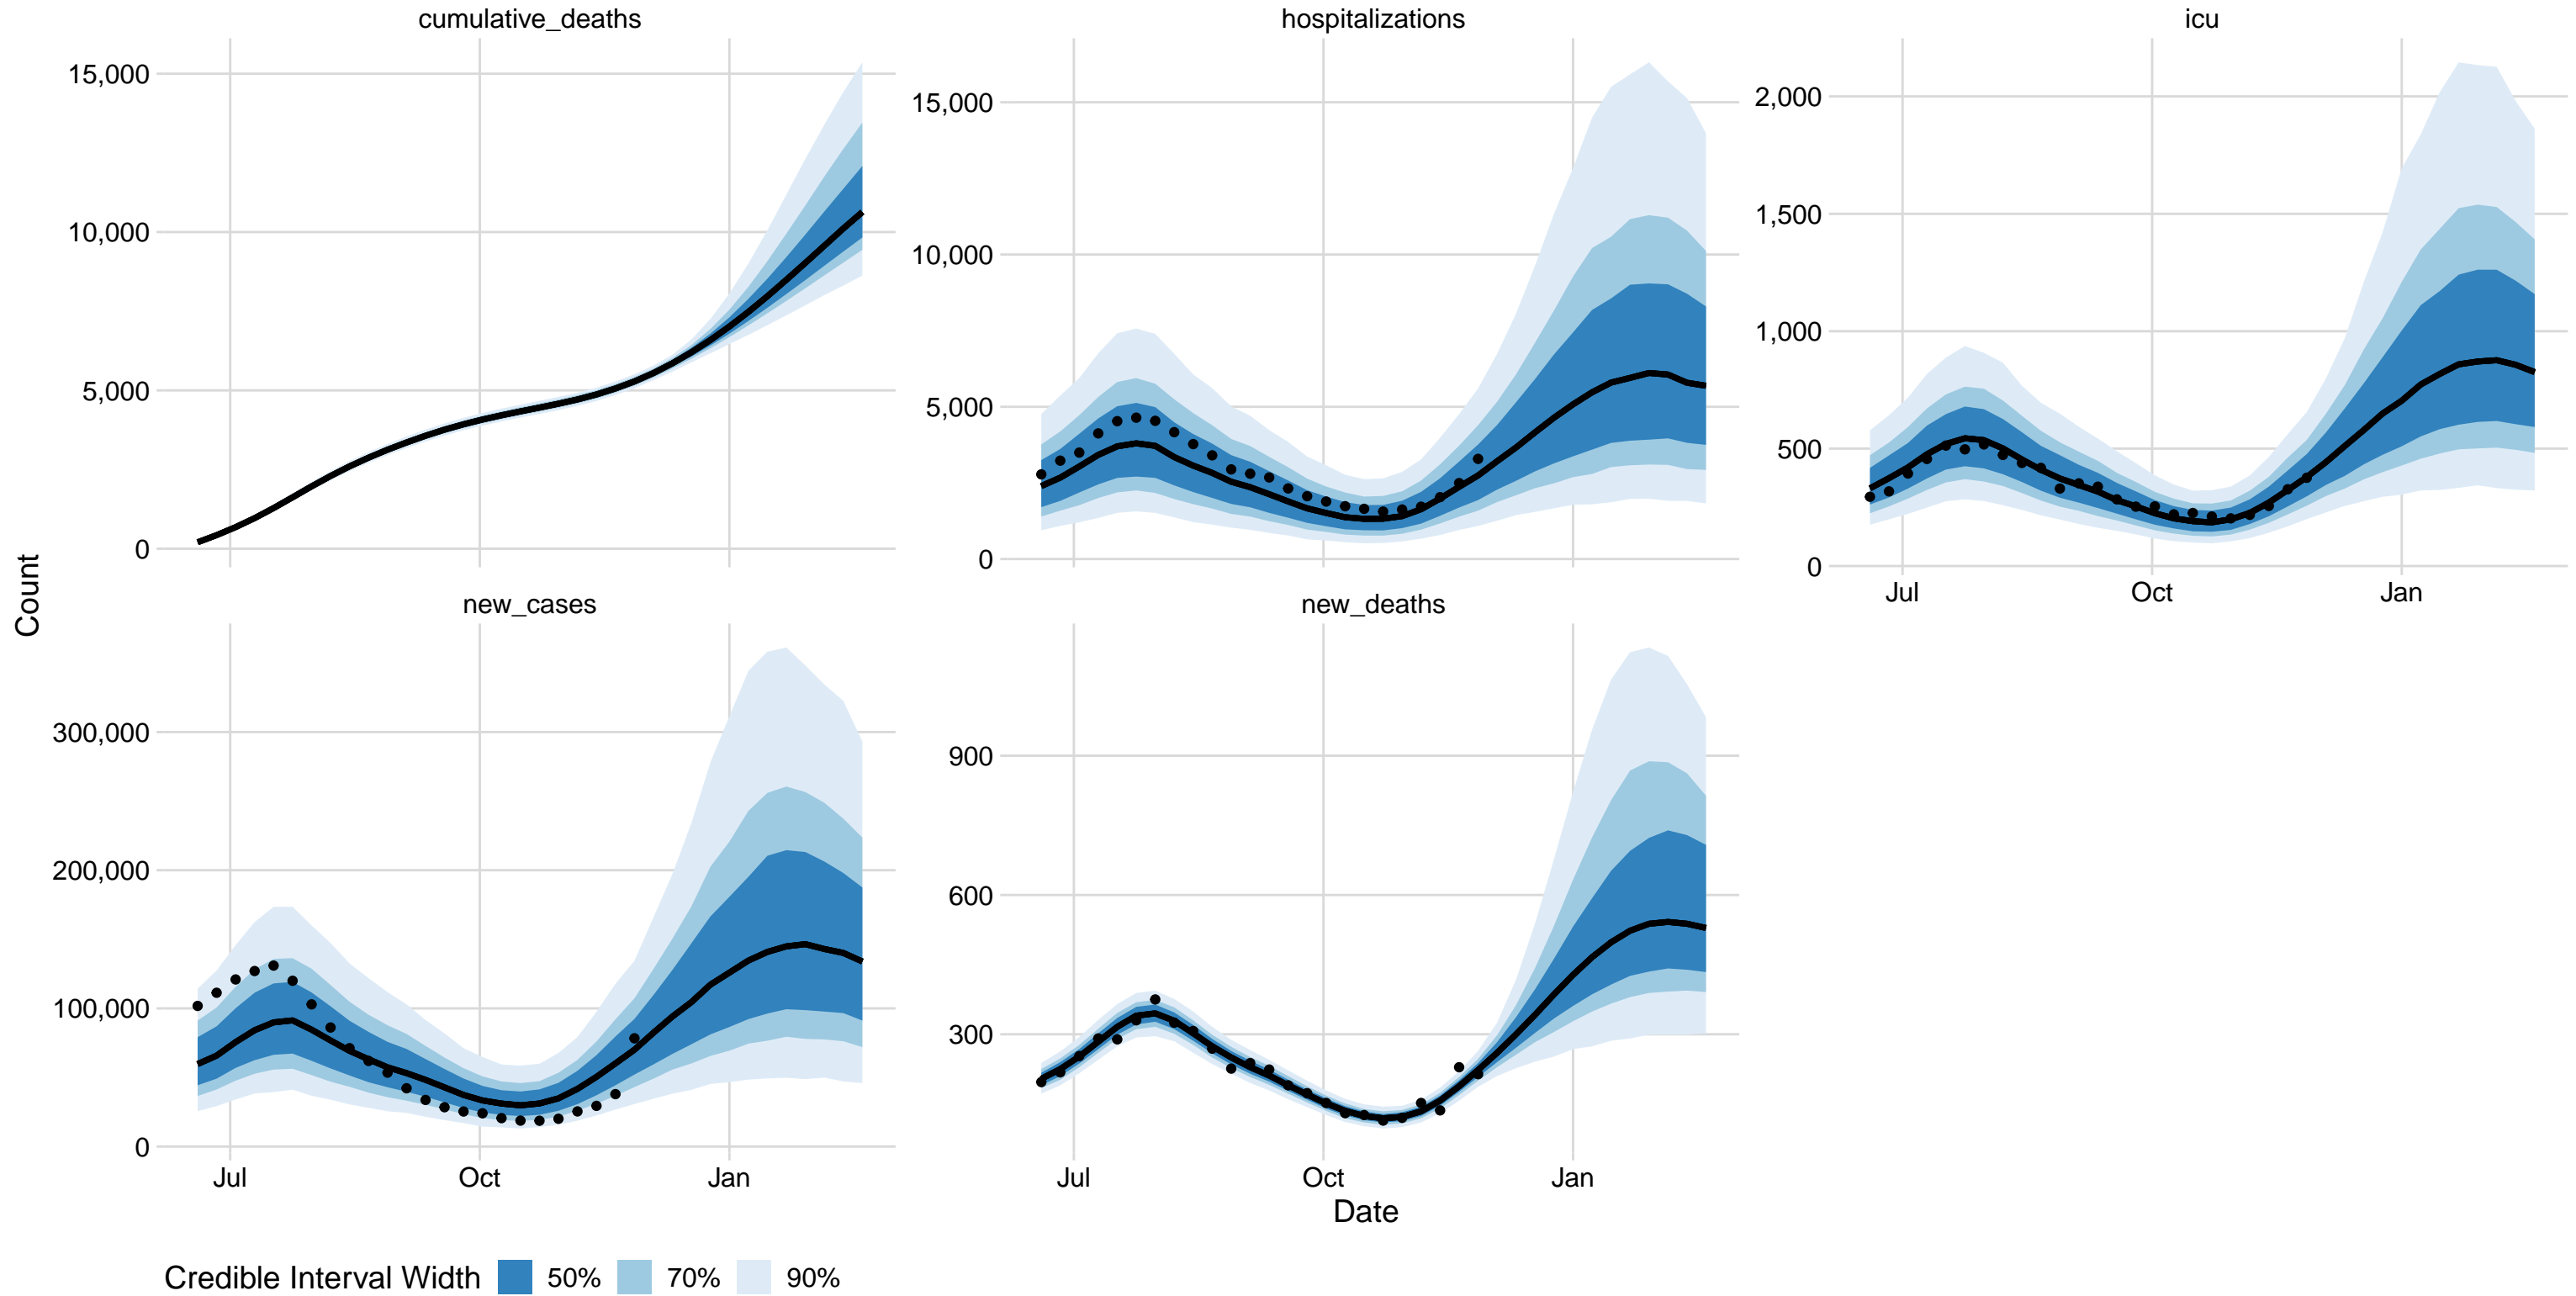 cumulative_deaths
hospitalizations
icu
15,000
10,000
5,000
0
15,000
10,000
5,000
0
2,000
1,500
1,000
500
0
Jul Oct Jan
Count
new_cases
new_deaths
300,000
200,000
100,000
0
900
600
300
Jul Oct Jan
Jul Oct Jan
Date
Credible Interval Width 50% 70% 90%